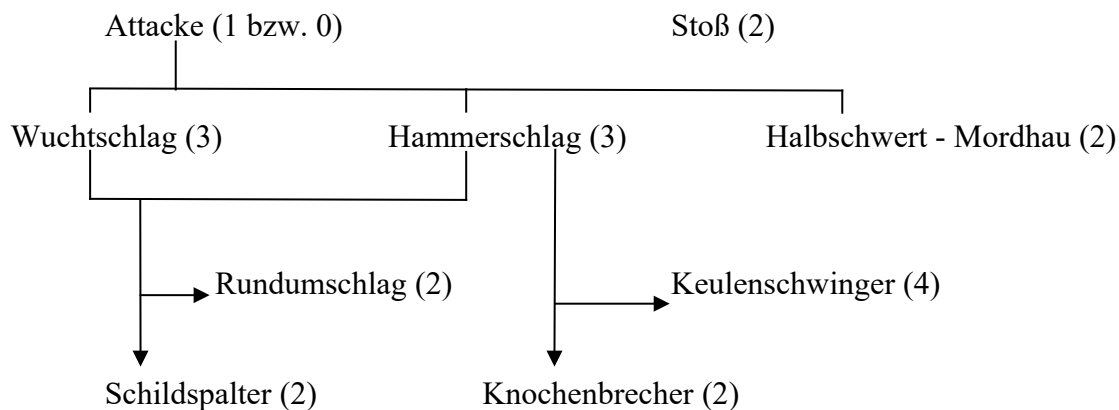 Attacke (1 bzw. 0) Stoß (2)
Wuchtschlag (3) Hammerschlag (3) Halbschwert - Mordhau (2)
Rundumschlag (2) Keulenschwinger (4)
Schildspalter (2) Knochenbrecher (2)